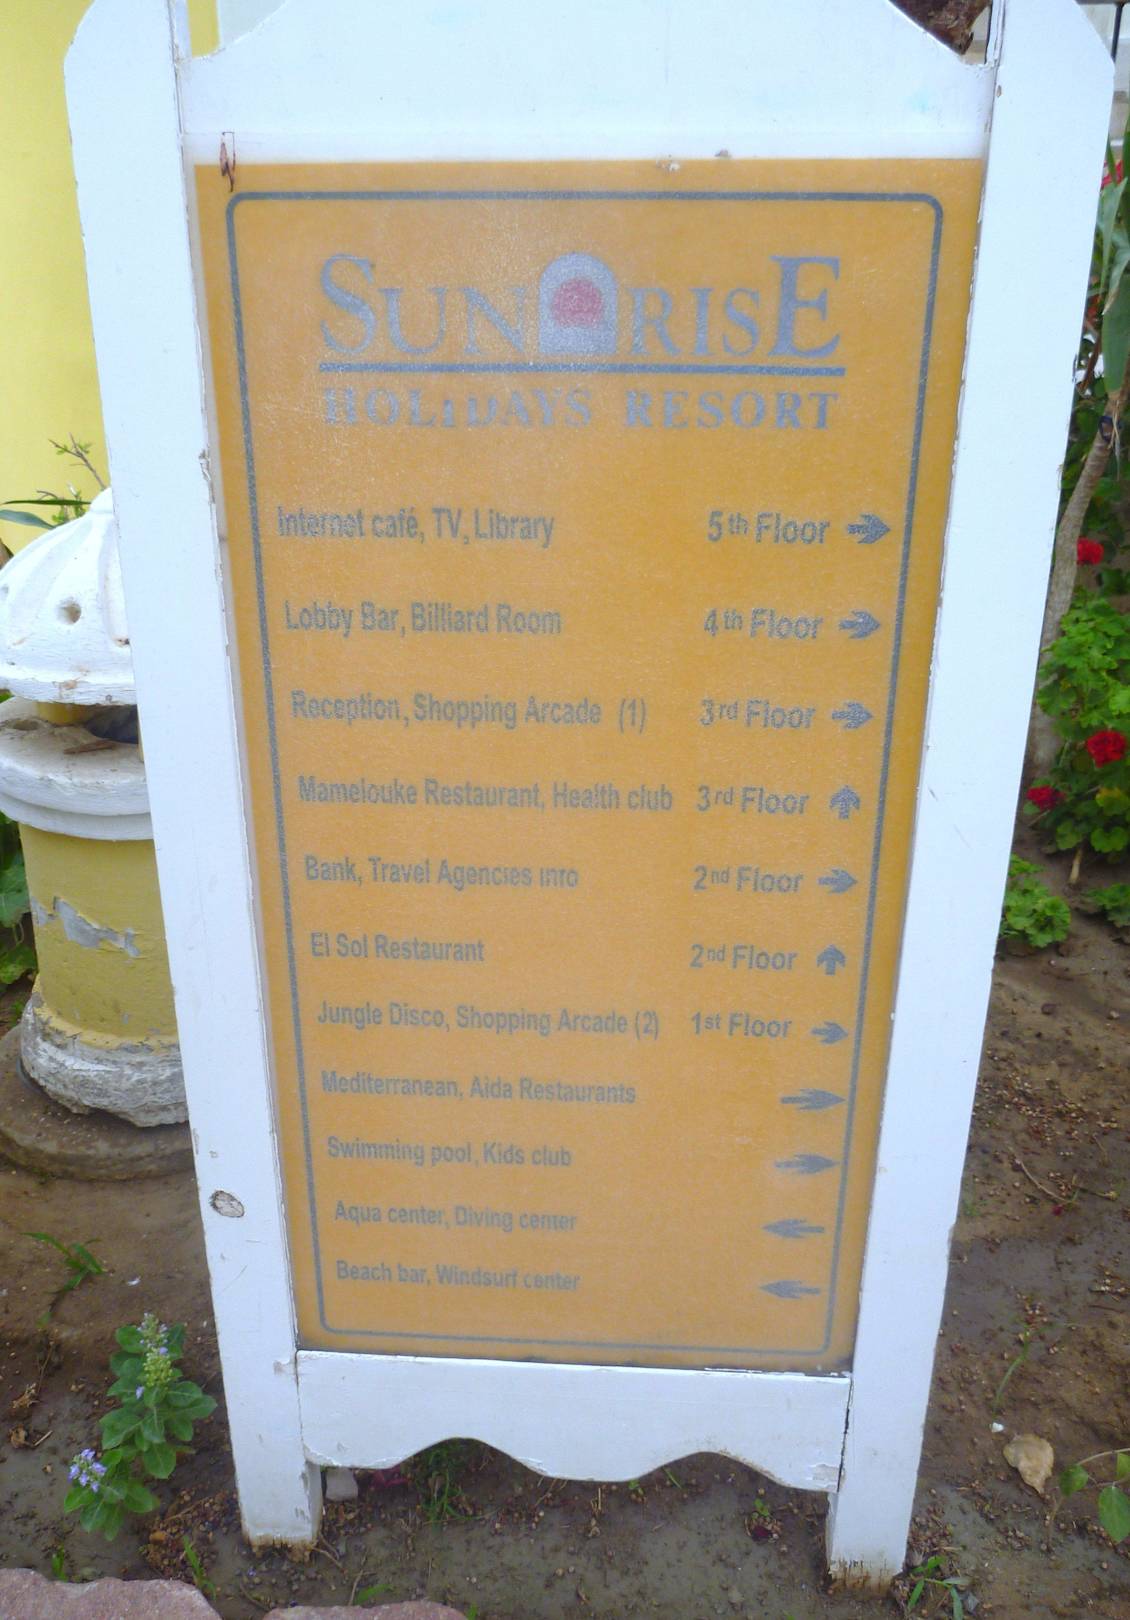 SUNRISE
HOLIDAYS RESORT
Internet café, TV, Library 5th Floor →
Lobby Bar, Billiard Room 4th Floor →
Reception, Shopping Arcade (1) 3rd Floor →
Mamelouke Restaurant, Health club 3rd Floor ↑
Bank, Travel Agencies info 2nd Floor →
El Sol Restaurant 2nd Floor ↑
Jungle Disco, Shopping Arcade (2) 1st Floor →
Mediterranean, Aida Restaurants →
Swimming pool, Kids club →
Aqua center, Diving center ←
Beach bar, Windsurf center ←